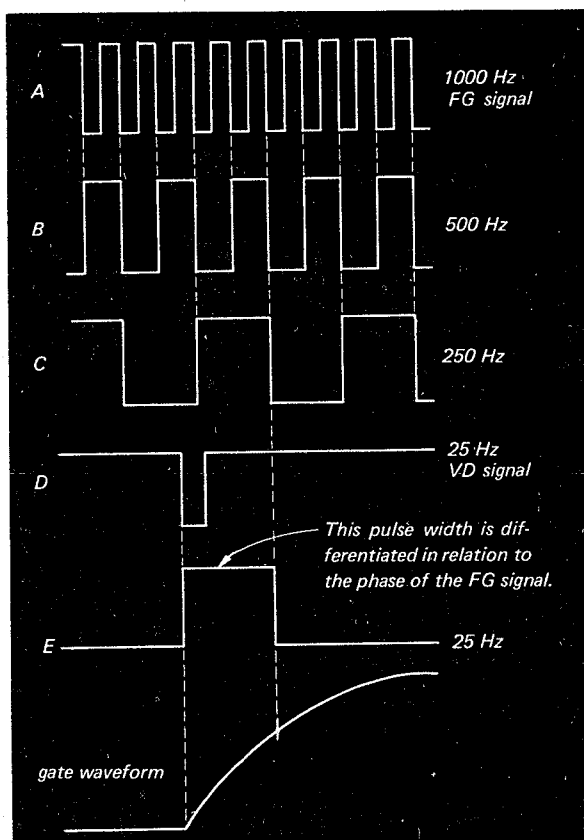 A
1000 Hz
FG signal
B
500 Hz
C
250 Hz
D
25 Hz
VD signal
This pulse width is dif-
ferentiated in relation to
the phase of the FG signal.
E
25 Hz
gate waveform